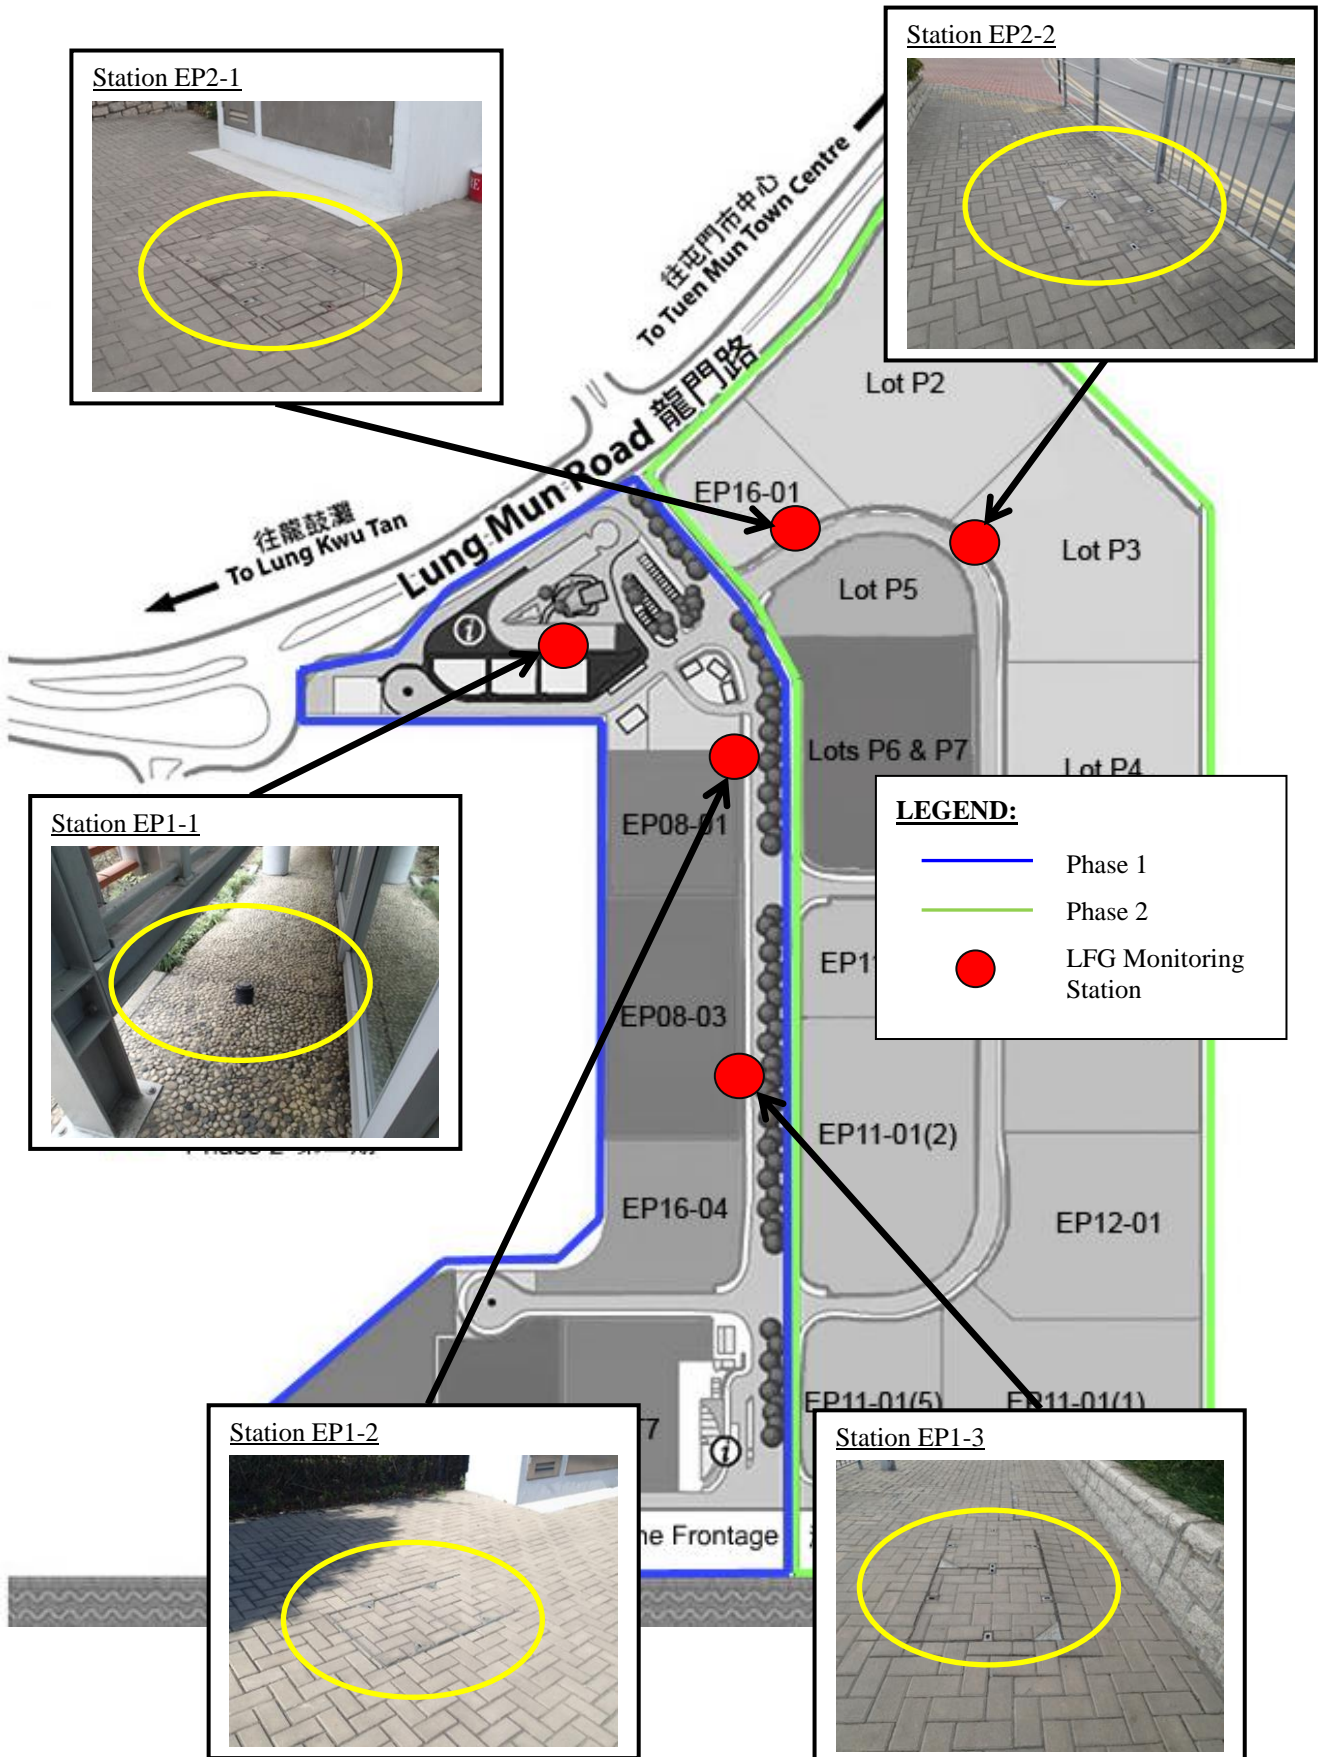 Station EP2-1
Station EP2-2
往屯門市中心
To Tuen Mun Town Centre
Lung Mun Road 龍門路
往龍鼓灘
To Lung Kwu Tan
Lot P2
EP16-01
Lot P3
Lot P5
Lots P6 & P7
Lot P4
Station EP1-1
EP08-01
LEGEND:
Phase 1
Phase 2
LFG Monitoring
Station
EP11
EP08-03
EP11-01(2)
EP16-04
EP12-01
EP11-01(5)
EP11-01(1)
Station EP1-2
7
Station EP1-3
ne Frontage